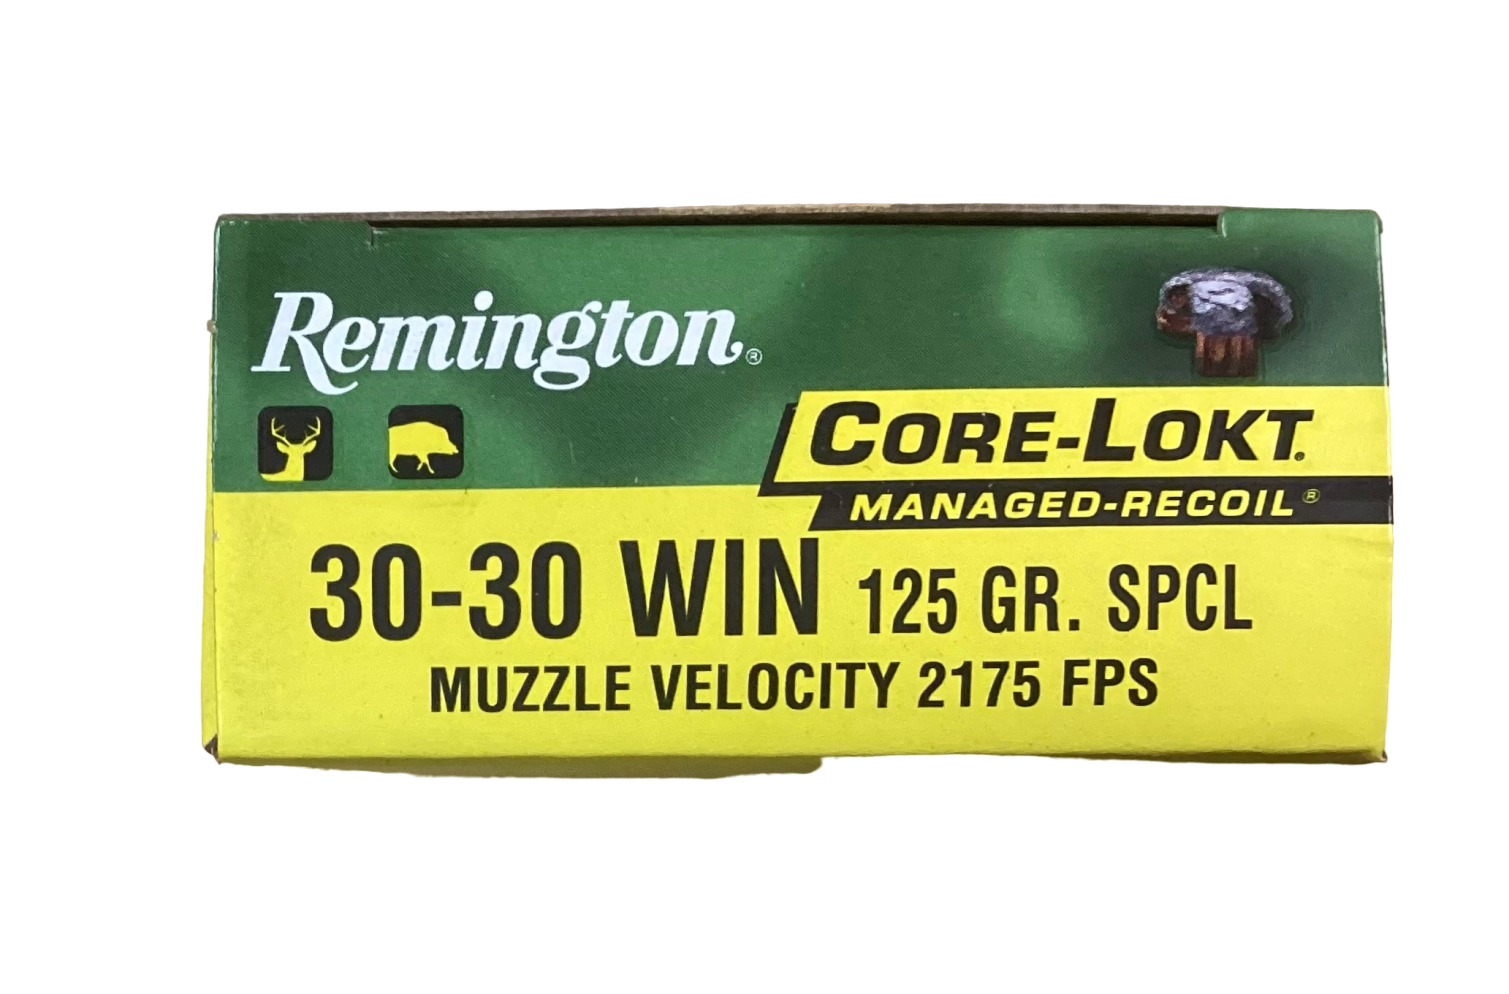 Remington®
CORE-LOKT®
MANAGED-RECOIL®
30-30 WIN 125 GR. SPCL
MUZZLE VELOCITY 2175 FPS